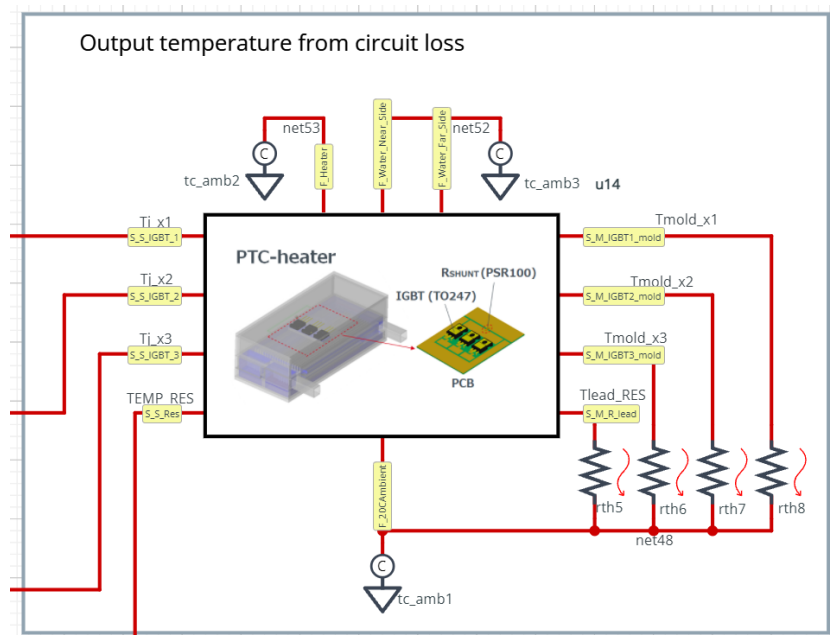 Output temperature from circuit loss
net53
net52
C
C
tc_amb2
tc_amb3
u14
F_Heater
F_Water_Near_Side
F_Water_Far_Side
Tj_x1
S_S_IGBT_1
Tj_x2
S_S_IGBT_2
Tj_x3
S_S_IGBT_3
TEMP_RES
S_S_Res
PTC-heater
RSHUNT (PSR100)
IGBT (TO247)
PCB
Tmold_x1
S_M_IGBT1_mold
Tmold_x2
S_M_IGBT2_mold
Tmold_x3
S_M_IGBT3_mold
Tlead_RES
S_M_R_lead
F_20CAmbient
rth5
rth6
rth7
rth8
net48
C
tc_amb1